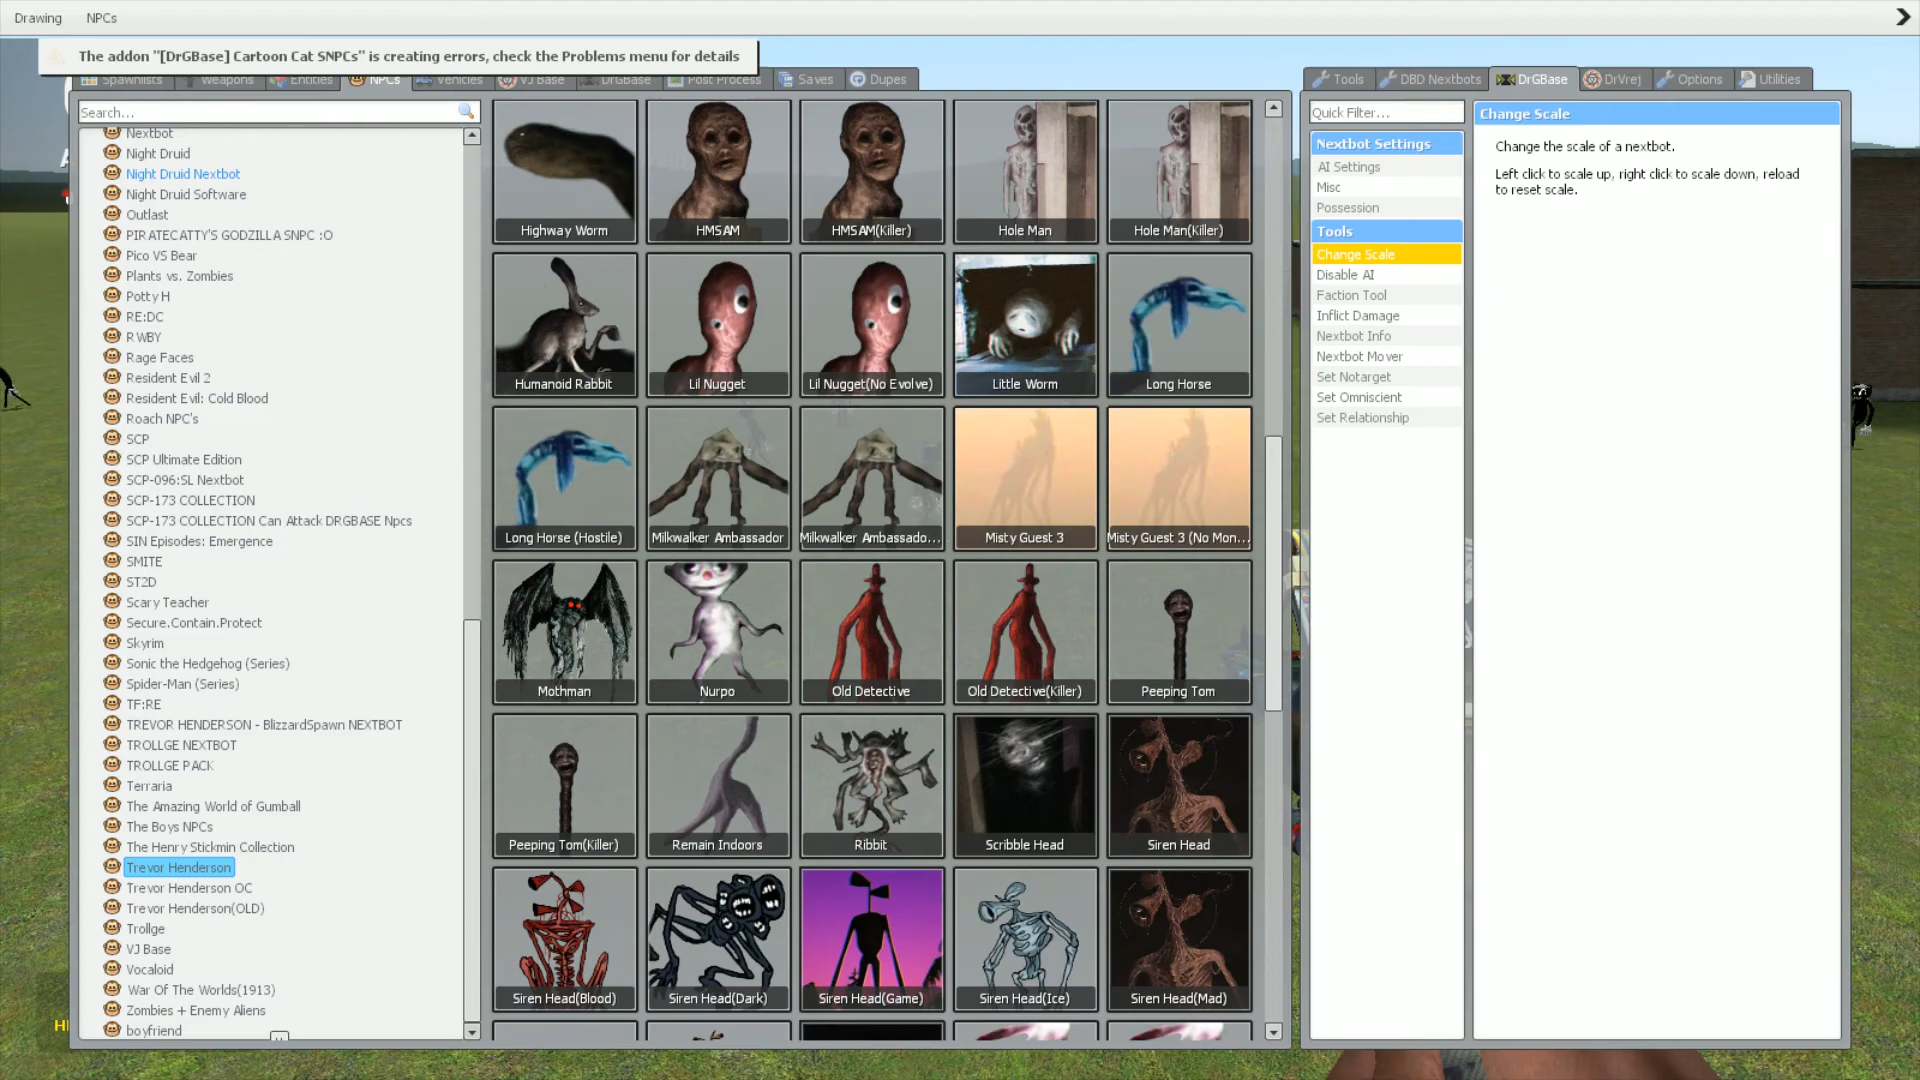 Drawing NPCs
The addon "[DrGBase] Cartoon Cat SNPCs" is creating errors, check the Problems menu for details
Spawnlists Weapons Entities NPCs Vehicles VJ Base DrGBase Post Process Saves Dupes
Search...
Nextbot
Night Druid
Night Druid Nextbot
Night Druid Software
Outlast
PIRATECATTY'S GODZILLA SNPC :O
Pico VS Bear
Plants vs. Zombies
Potty H
RE:DC
RWBY
Rage Faces
Resident Evil 2
Resident Evil: Cold Blood
Roach NPC's
SCP
SCP Ultimate Edition
SCP-096:SL Nextbot
SCP-173 COLLECTION
SCP-173 COLLECTION Can Attack DRGBASE Npcs
SIN Episodes: Emergence
SMITE
ST2D
Scary Teacher
Secure.Contain.Protect
Skyrim
Sonic the Hedgehog (Series)
Spider-Man (Series)
TF:RE
TREVOR HENDERSON - BlizzardSpawn NEXTBOT
TROLLGE NEXTBOT
TROLLGE PACK
Terraria
The Amazing World of Gumball
The Boys NPCs
The Henry Stickmin Collection
Trevor Henderson
Trevor Henderson OC
Trevor Henderson(OLD)
Trollge
VJ Base
Vocaloid
War Of The Worlds(1913)
Zombies + Enemy Aliens
boyfriend
Highway Worm HMSAM HMSAM(Killer) Hole Man Hole Man(Killer)
Humanoid Rabbit Lil Nugget Lil Nugget(No Evolve) Little Worm Long Horse
Long Horse (Hostile) Milkwalker Ambassador Milkwalker Ambassado... Misty Guest 3 Misty Guest 3 (No Mon...
Mothman Nurpo Old Detective Old Detective(Killer) Peeping Tom
Peeping Tom(Killer) Remain Indoors Ribbit Scribble Head Siren Head
Siren Head(Blood) Siren Head(Dark) Siren Head(Game) Siren Head(Ice) Siren Head(Mad)
Tools DBD Nextbots DrGBase DrVrej Options Utilities
Quick Filter...
Nextbot Settings
AI Settings
Misc
Possession
Tools
Change Scale
Disable AI
Faction Tool
Inflict Damage
Nextbot Info
Nextbot Mover
Set Notarget
Set Omniscient
Set Relationship
Change Scale
Change the scale of a nextbot.
Left click to scale up, right click to scale down, reload
to reset scale.